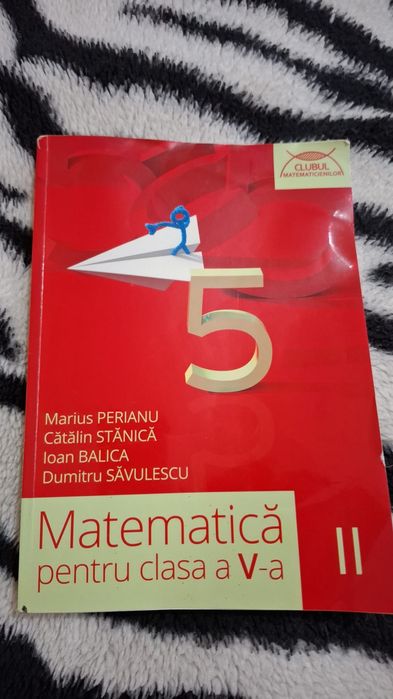 CLUBUL
MATEMATICIENILOR
5
Marius PERIANU
Cătălin STĂNICĂ
Ioan BALICA
Dumitru SĂVULESCU
Matematică
pentru clasa a V-a
II